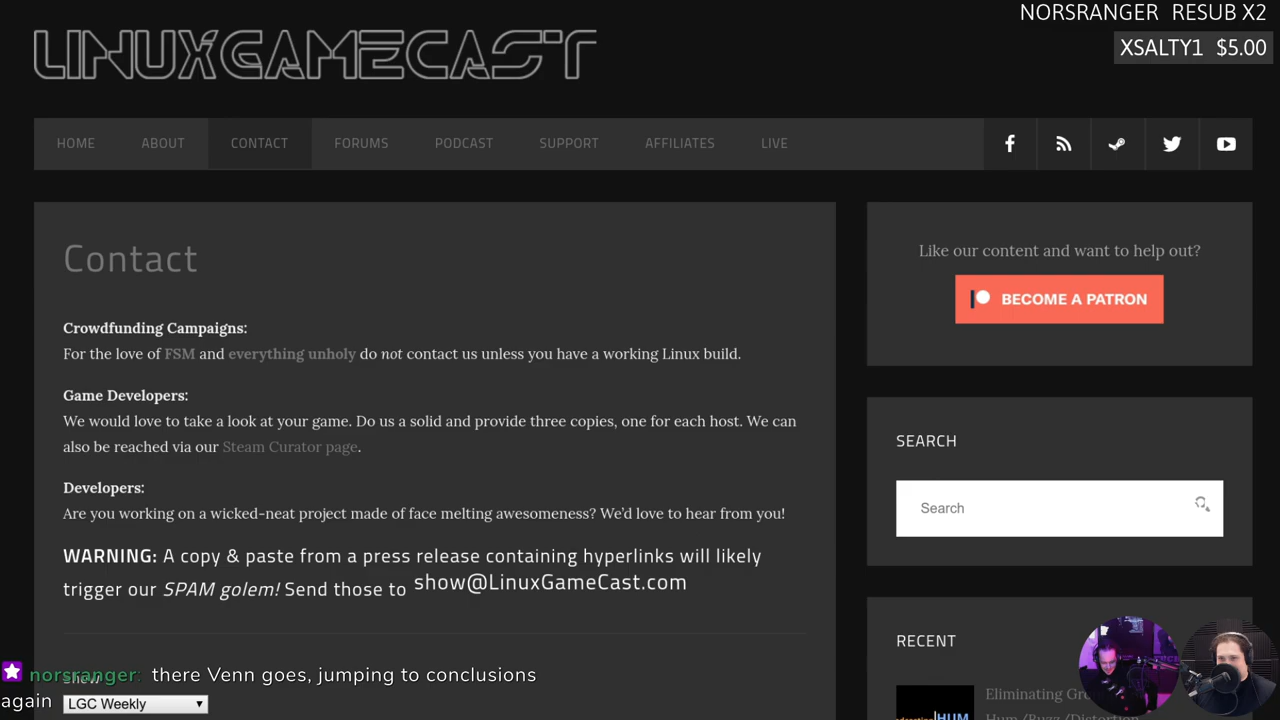 NORSRANGER RESUB X2
XSALTY1 $5.00
LINUXGAMECAST
HOME ABOUT CONTACT FORUMS PODCAST SUPPORT AFFILIATES LIVE
Contact
Crowdfunding Campaigns:
For the love of FSM and everything unholy do not contact us unless you have a working Linux build.
Game Developers:
We would love to take a look at your game. Do us a solid and provide three copies, one for each host. We can
also be reached via our Steam Curator page.
Developers:
Are you working on a wicked-neat project made of face melting awesomeness? We'd love to hear from you!
WARNING: A copy & paste from a press release containing hyperlinks will likely
trigger our SPAM golem! Send those to show@LinuxGameCast.com
Show
norsranger: there Venn goes, jumping to conclusions
again
LGC Weekly
Like our content and want to help out?
BECOME A PATRON
SEARCH
Search
RECENT
Eliminating
Hum/Buzz/Distortion
HUM